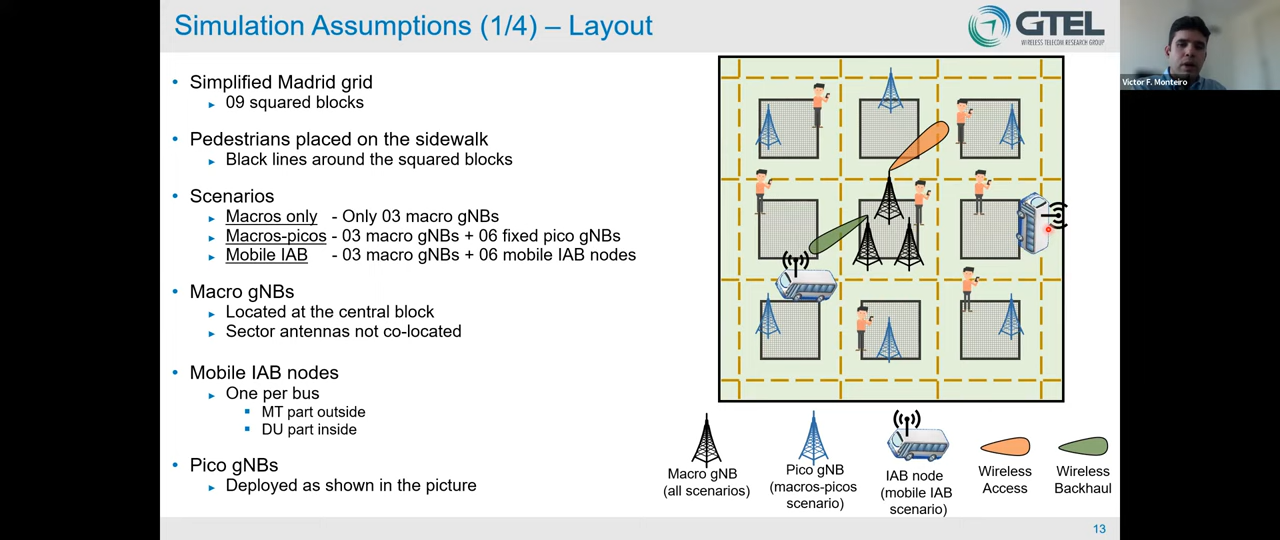 Simulation Assumptions (1/4) – Layout
GTEL
WIRELESS TELECOM RESEARCH GROUP
Victor F. Monteiro
• Simplified Madrid grid
► 09 squared blocks
• Pedestrians placed on the sidewalk
► Black lines around the squared blocks
• Scenarios
► Macros only - Only 03 macro gNBs
► Macros-picos - 03 macro gNBs + 06 fixed pico gNBs
► Mobile IAB - 03 macro gNBs + 06 mobile IAB nodes
• Macro gNBs
► Located at the central block
► Sector antennas not co-located
• Mobile IAB nodes
► One per bus
▪ MT part outside
▪ DU part inside
• Pico gNBs
► Deployed as shown in the picture
Macro gNB
(all scenarios)
Pico gNB
(macros-picos
scenario)
IAB node
(mobile IAB
scenario)
Wireless
Access
Wireless
Backhaul
13